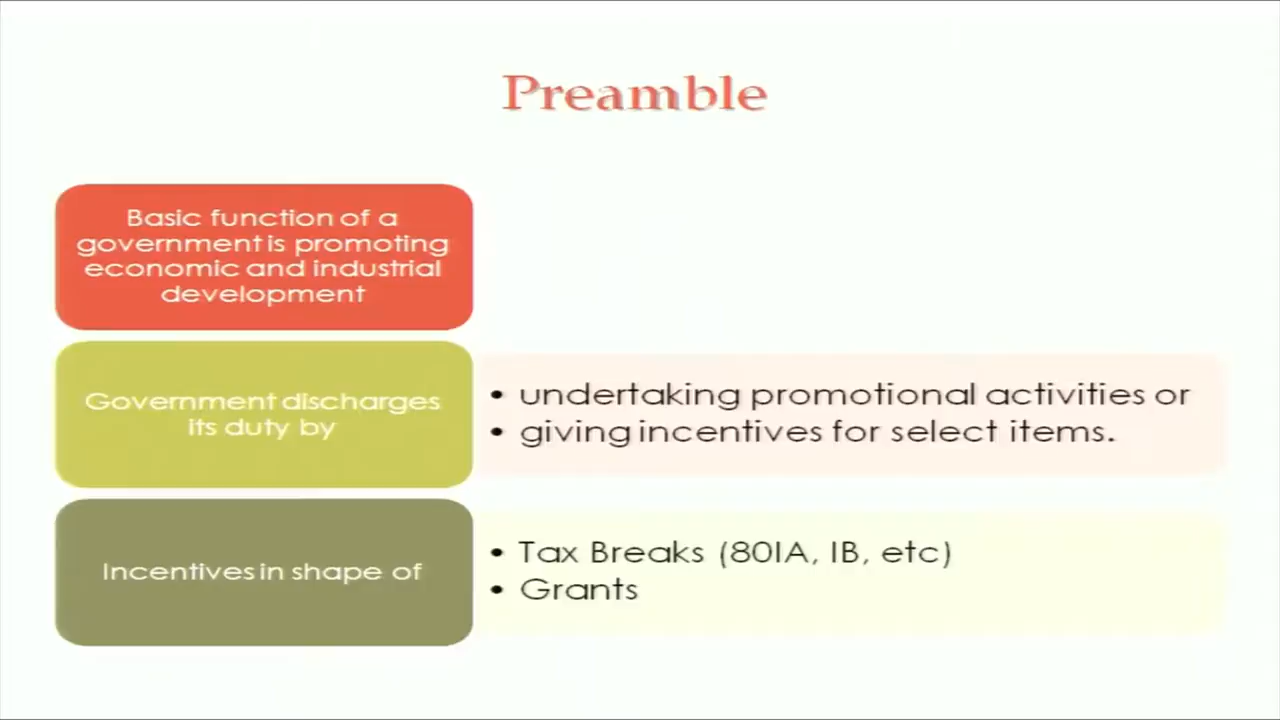 Preamble
Basic function of a
government is promoting
economic and industrial
development
Government discharges
its duty by
• undertaking promotional activities or
• giving incentives for select items.
Incentives in shape of
• Tax Breaks (80IA, IB, etc)
• Grants